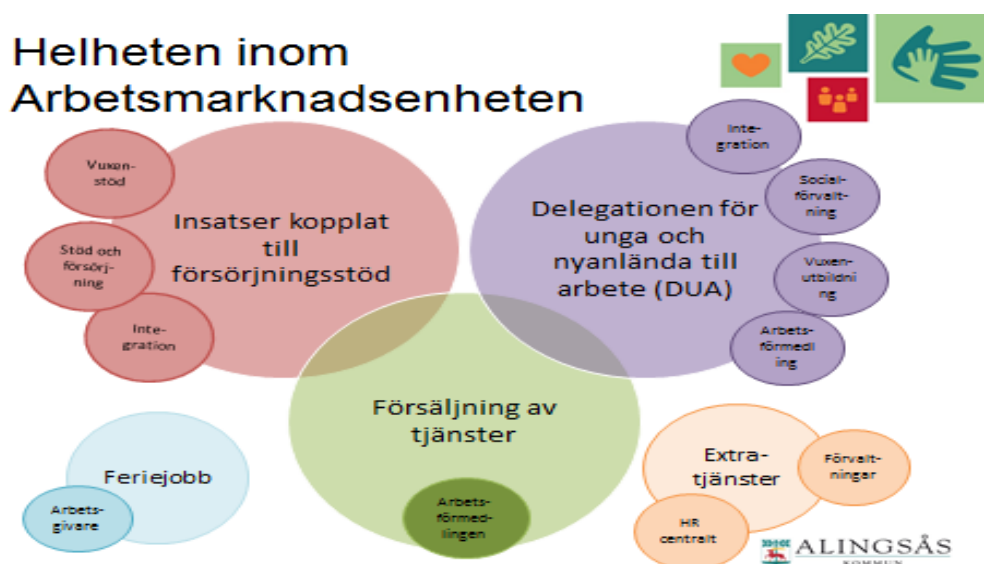 Helheten inom
Arbetsmarknadsenheten
Vuxen-
stöd
Insatser kopplat
till
försörjningsstöd
Stöd och
försörj-
ning
Inte-
gration
Inte-
gration
Delegationen för
unga och
nyanlända till
arbete (DUA)
Social-
förvalt-
ning
Vuxen-
utbildni
ng
Arbets-
förmedl
ing
Försäljning av
tjänster
Arbets-
förmed-
lingen
Feriejobb
Arbets-
givare
Extra-
tjänster
Förvalt-
ningar
HR
centralt
ALINGSÅS
KOMMUN